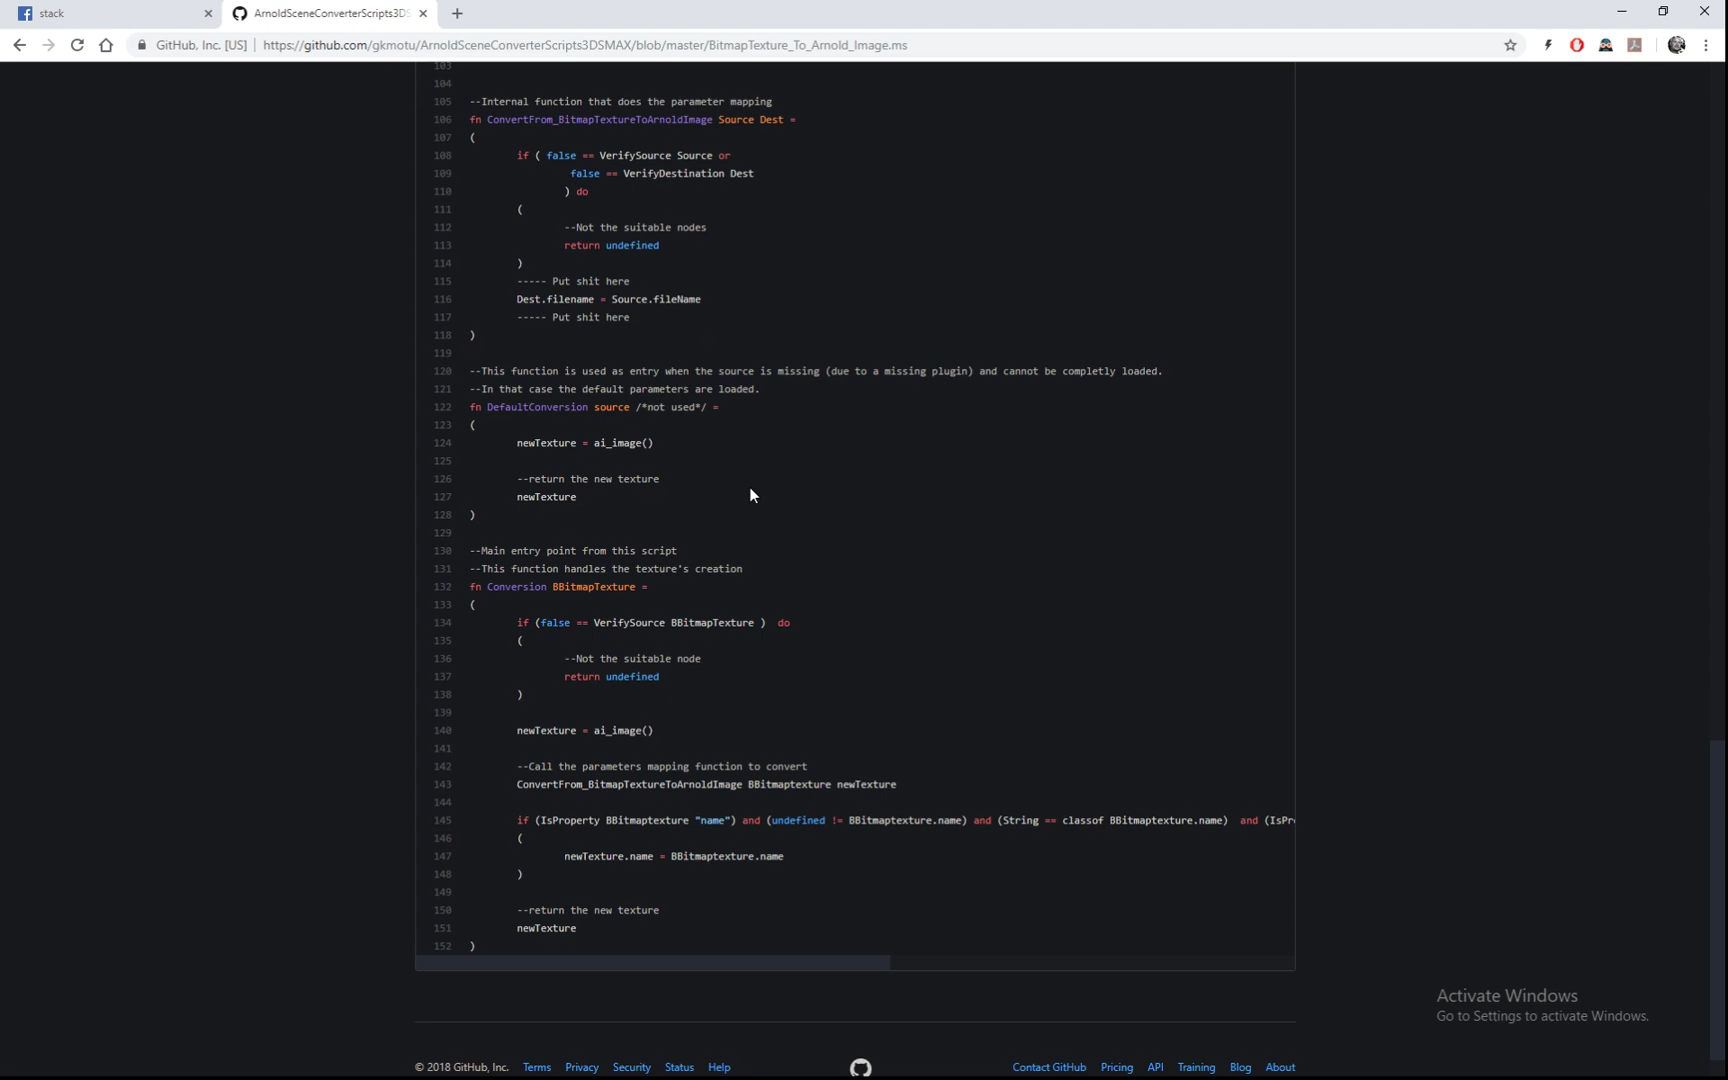 stack
ArnoldSceneConverterScripts3DS
GitHub, Inc. [US]
https://github.com/gkmotu/ArnoldSceneConverterScripts3DSMAX/blob/master/BitmapTexture_To_Arnold_Image.ms
103
104
105 --Internal function that does the parameter mapping
106 fn ConvertFrom_BitmapTextureToArnoldImage Source Dest =
107 (
108 if ( false == VerifySource Source or
109 false == VerifyDestination Dest
110 ) do
111 (
112 --Not the suitable nodes
113 return undefined
114 )
115 ----- Put shit here
116 Dest.filename = Source.fileName
117 ----- Put shit here
118 )
119
120 --This function is used as entry when the source is missing (due to a missing plugin) and cannot be completly loaded.
121 --In that case the default parameters are loaded.
122 fn DefaultConversion source /*not used*/ =
123 (
124 newTexture = ai_image()
125
126 --return the new texture
127 newTexture
128 )
129
130 --Main entry point from this script
131 --This function handles the texture's creation
132 fn Conversion BBitmapTexture =
133 (
134 if (false == VerifySource BBitmapTexture ) do
135 (
136 --Not the suitable node
137 return undefined
138 )
139
140 newTexture = ai_image()
141
142 --Call the parameters mapping function to convert
143 ConvertFrom_BitmapTextureToArnoldImage BBitmaptexture newTexture
144
145 if (IsProperty BBitmaptexture "name") and (undefined != BBitmaptexture.name) and (String == classof BBitmaptexture.name) and (IsPr
146 (
147 newTexture.name = BBitmaptexture.name
148 )
149
150 --return the new texture
151 newTexture
152 )
Activate Windows
Go to Settings to activate Windows.
© 2018 GitHub, Inc. Terms Privacy Security Status Help Contact GitHub Pricing API Training Blog About